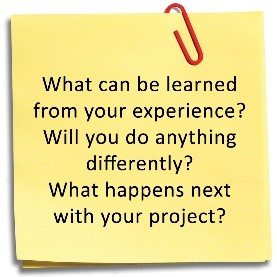 What can be learned
from your experience?
Will you do anything
differently?
What happens next
with your project?